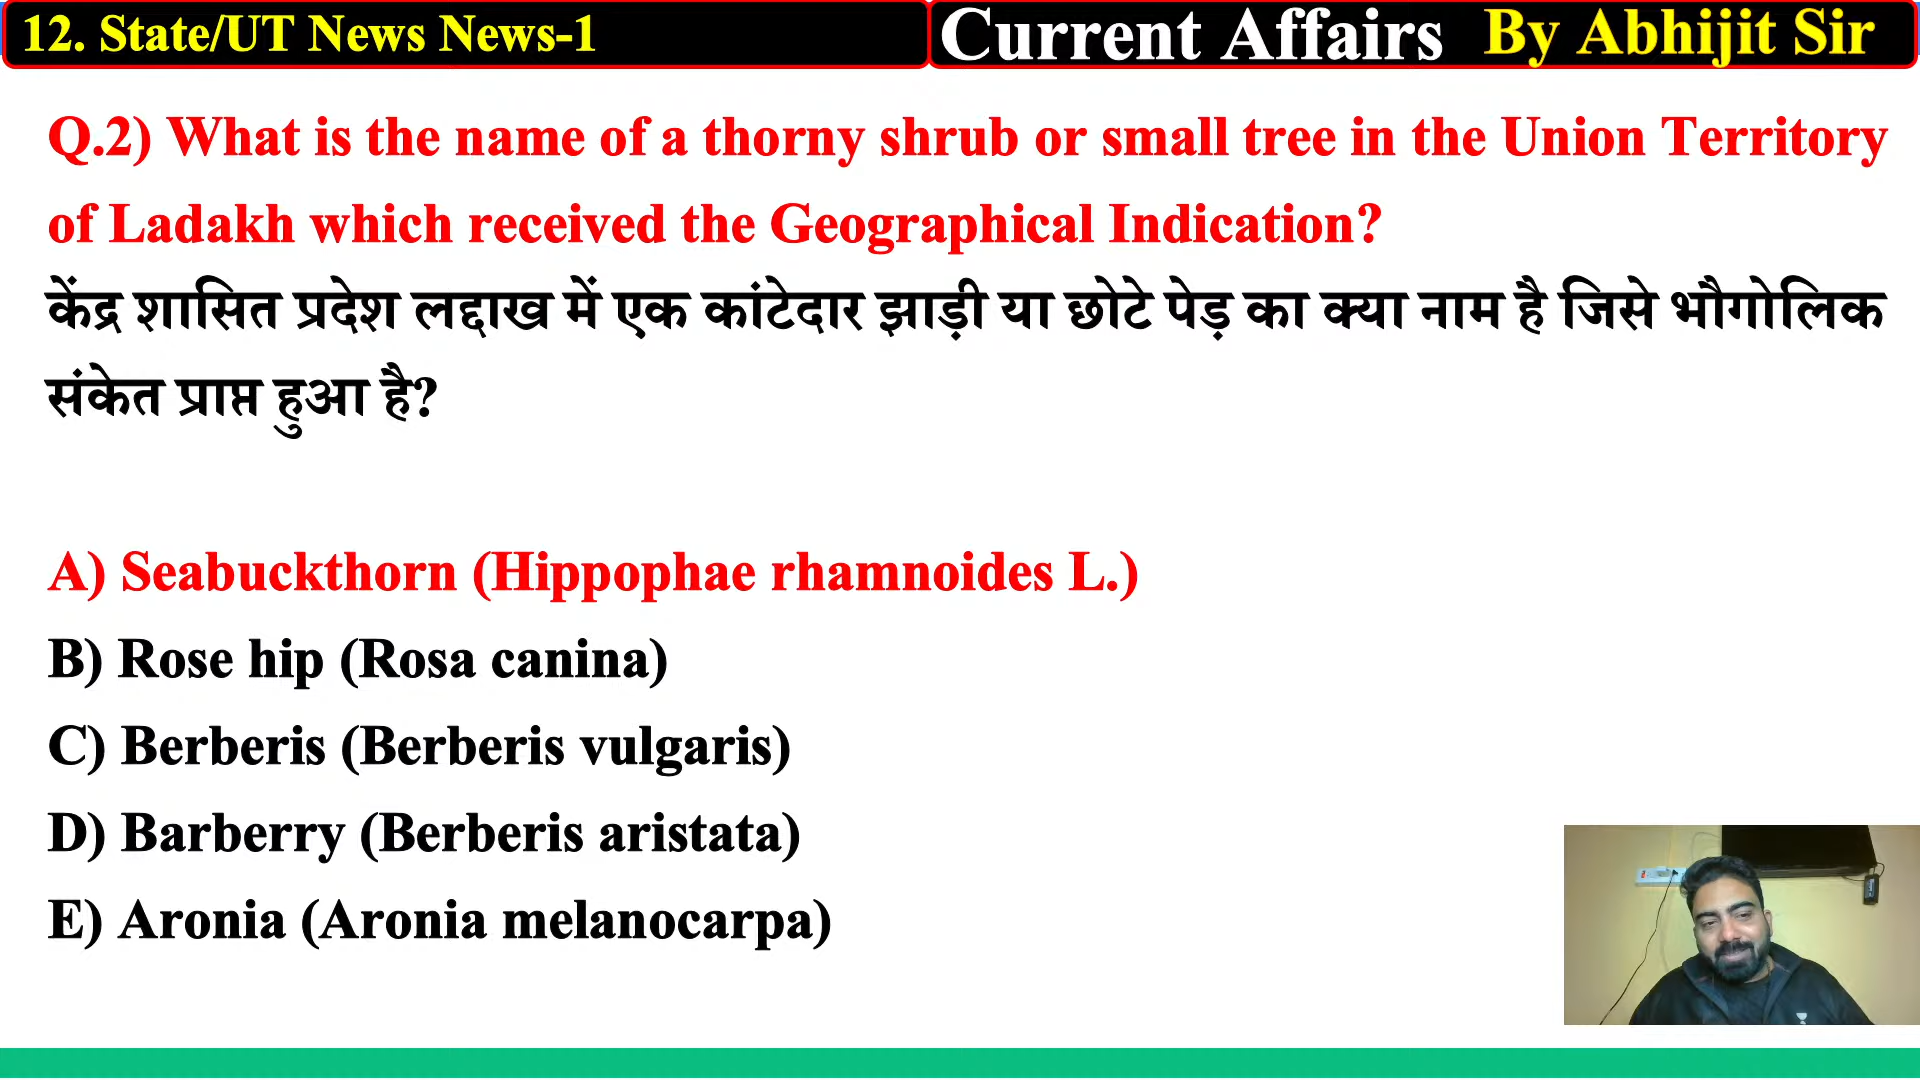 12. State/UT News News-1
Current Affairs By Abhijit Sir
Q.2) What is the name of a thorny shrub or small tree in the Union Territory
of Ladakh which received the Geographical Indication?
केंद्र शासित प्रदेश लद्दाख में एक कांटेदार झाड़ी या छोटे पेड़ का क्या नाम है जिसे भौगोलिक
संकेत प्राप्त हुआ है?
A) Seabuckthorn (Hippophae rhamnoides L.)
B) Rose hip (Rosa canina)
C) Berberis (Berberis vulgaris)
D) Barberry (Berberis aristata)
E) Aronia (Aronia melanocarpa)